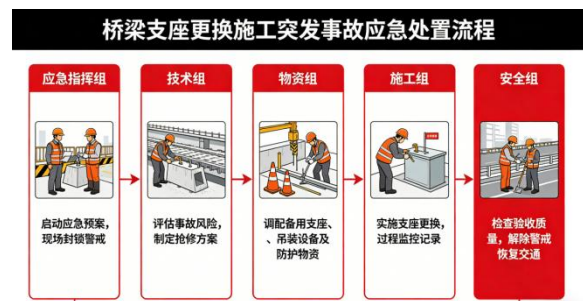 桥梁支座更换施工突发事故应急处置流程
应急指挥组
启动应急预案,
现场封锁警戒
技术组
评估事故风险,
制定抢修方案
物资组
调配备用支座、
、吊装设备及
防护物资
施工组
实施支座更换,
过程监控记录
安全组
检查验收质
量,解除警戒
恢复交通